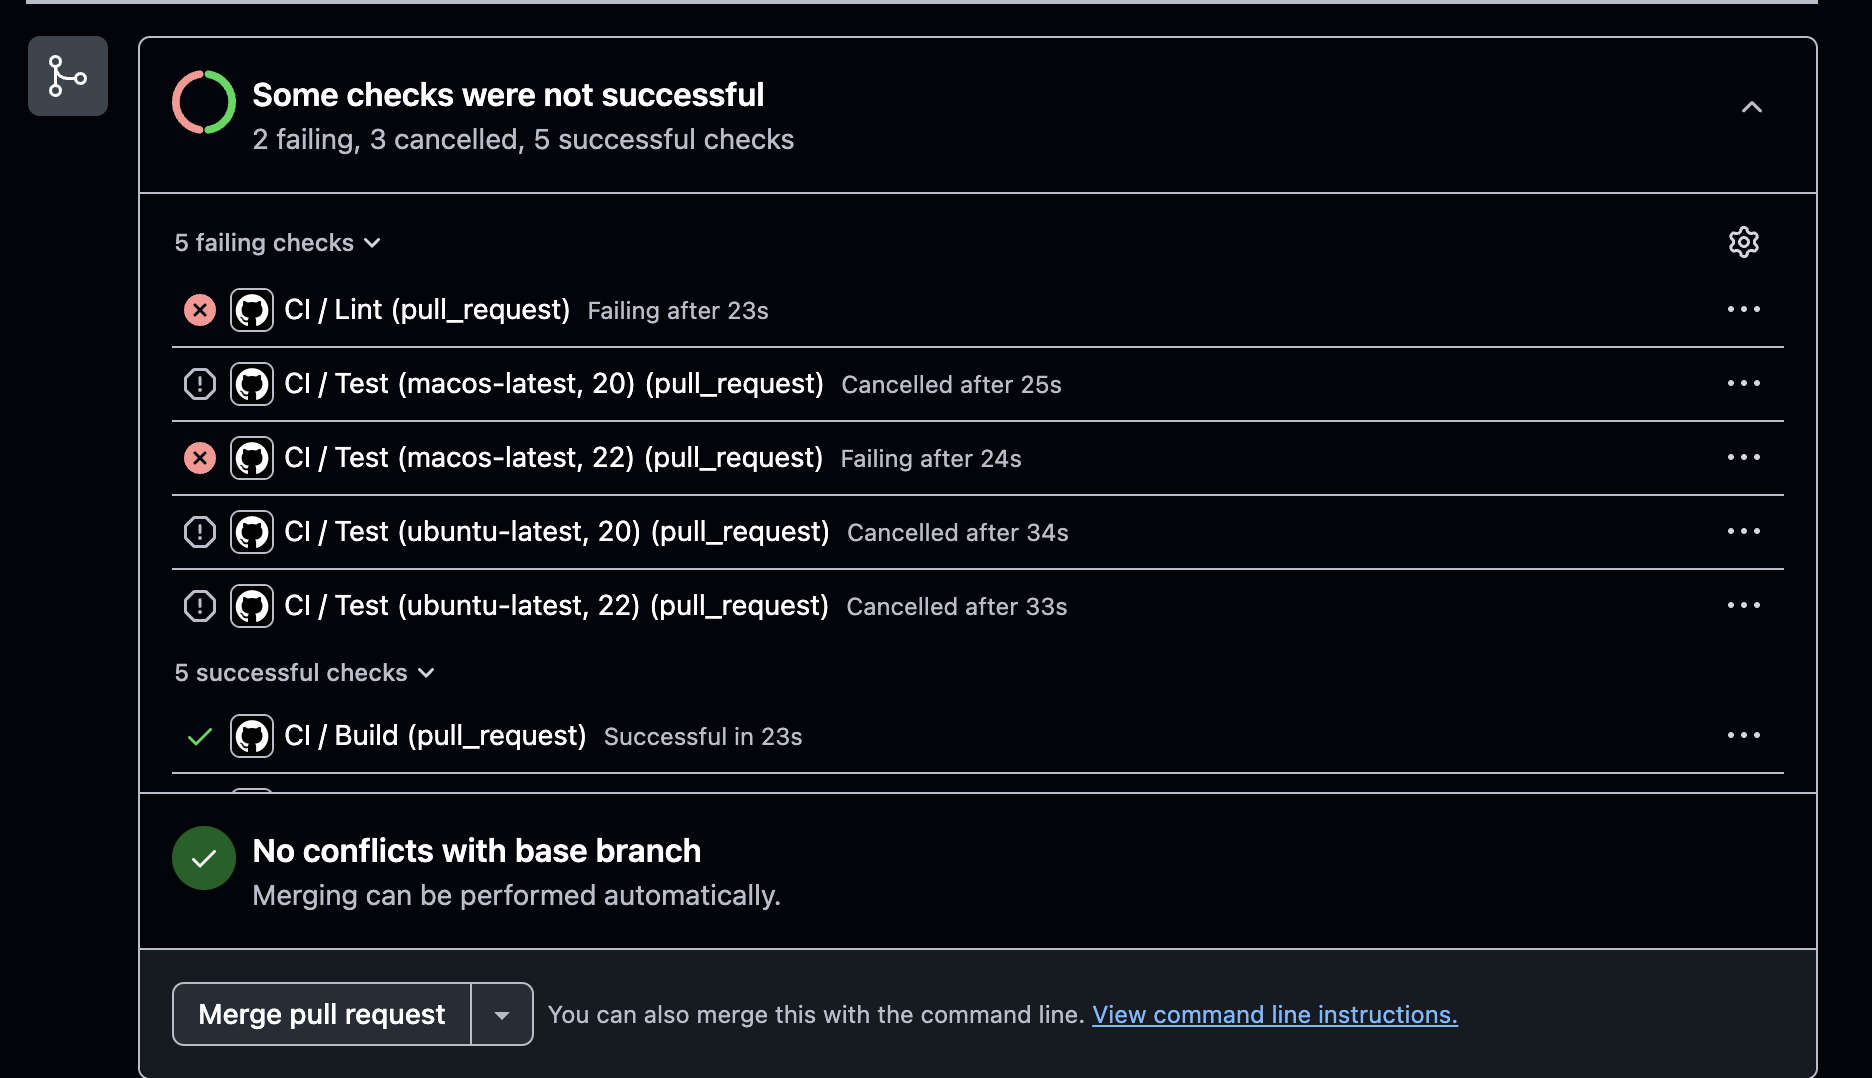 Some checks were not successful
2 failing, 3 cancelled, 5 successful checks
5 failing checks
CI / Lint (pull_request) Failing after 23s
CI / Test (macos-latest, 20) (pull_request) Cancelled after 25s
CI / Test (macos-latest, 22) (pull_request) Failing after 24s
CI / Test (ubuntu-latest, 20) (pull_request) Cancelled after 34s
CI / Test (ubuntu-latest, 22) (pull_request) Cancelled after 33s
5 successful checks
CI / Build (pull_request) Successful in 23s
No conflicts with base branch
Merging can be performed automatically.
Merge pull request You can also merge this with the command line. View command line instructions.